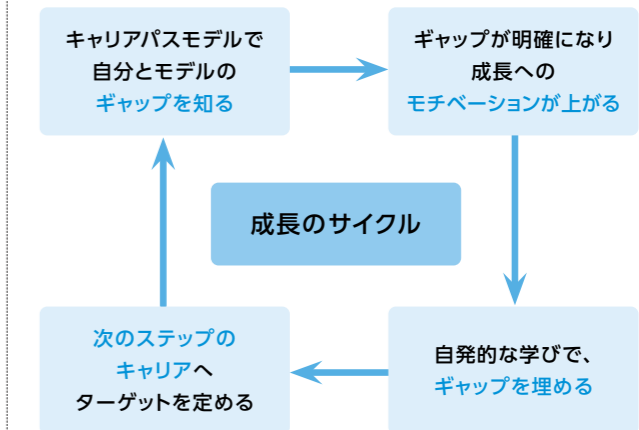 キャリアパスモデルで
自分とモデルの
ギャップを知る
ギャップが明確になり
成長への
モチベーションが上がる
成長のサイクル
次のステップの
キャリアへ
ターゲットを定める
自発的な学びで、
ギャップを埋める